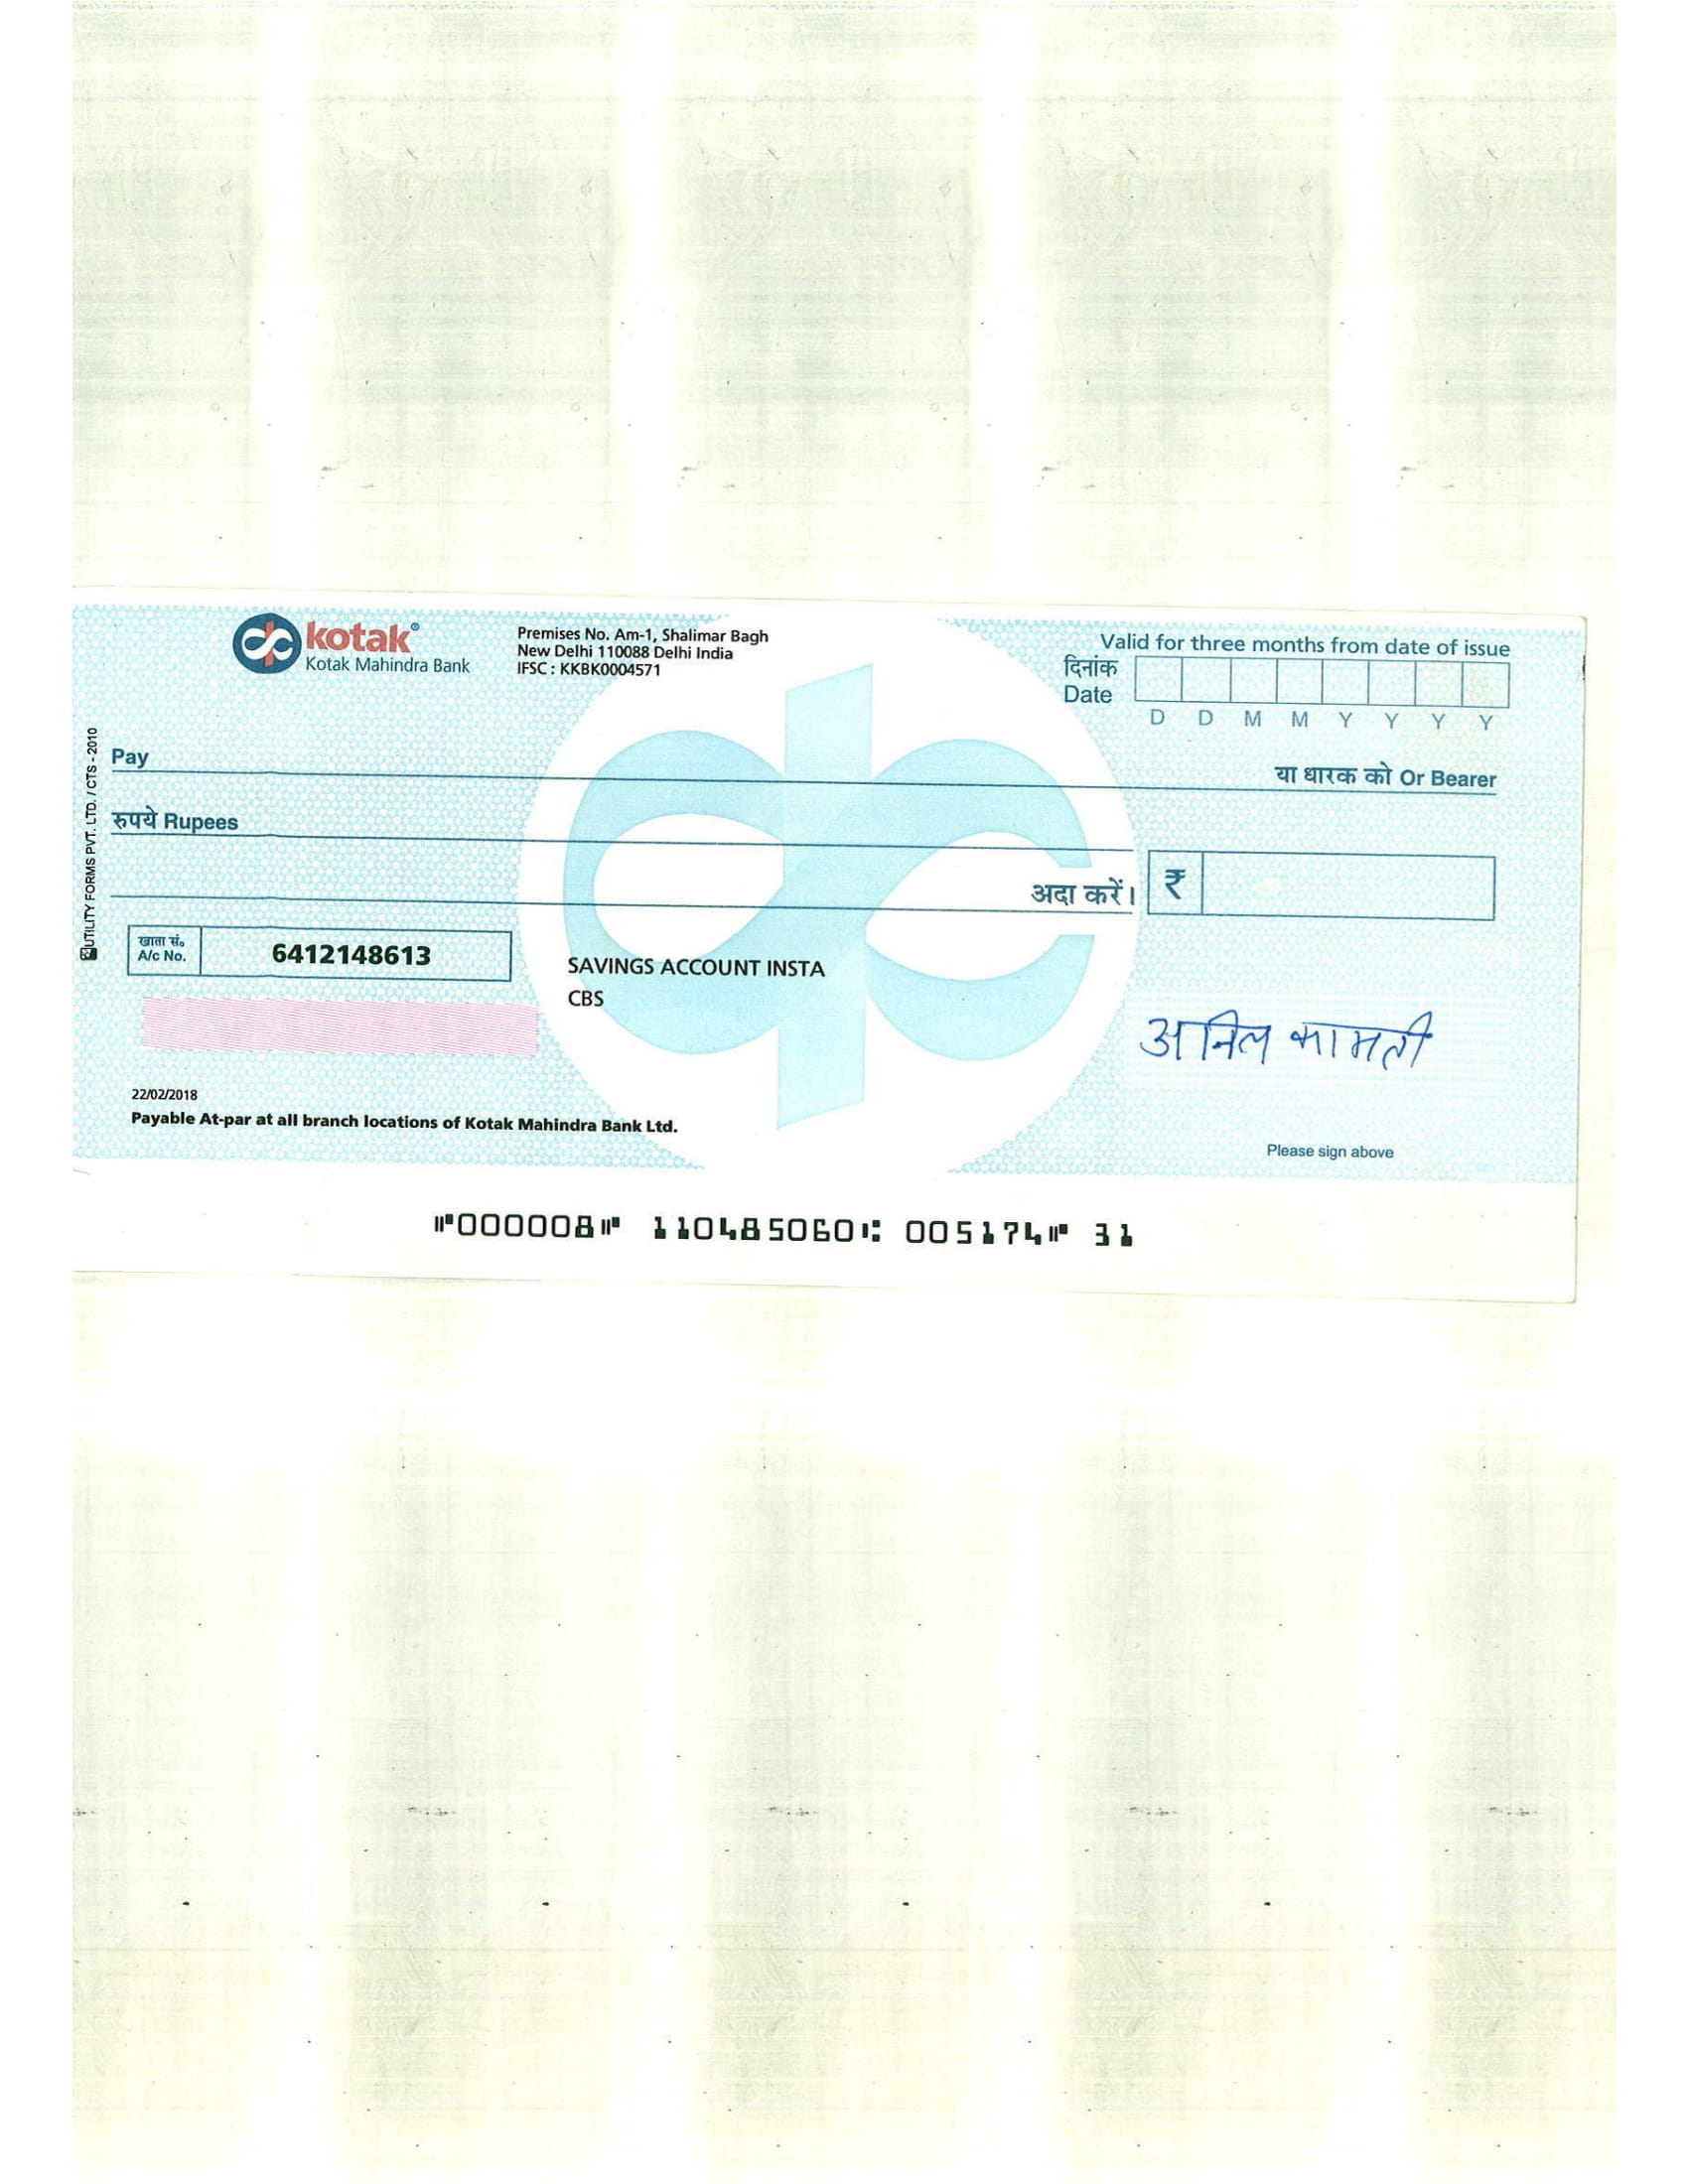 kotak®
Kotak Mahindra Bank
Premises No. Am-1, Shalimar Bagh
New Delhi 110088 Delhi India
IFSC : KKBK0004571
Valid for three months from date of issue
दिनांक
Date
D D M M Y Y Y Y
Pay
या धारक को Or Bearer
रुपये Rupees
अदा करें।
₹
UTILITY FORMS PVT. LTD. / CTS - 2010
खाता सं॰
A/c No.
6412148613
SAVINGS ACCOUNT INSTA
CBS
अनिल कामती
22/02/2018
Payable At-par at all branch locations of Kotak Mahindra Bank Ltd.
Please sign above
⑈000008⑈ 110485060⑆ 005174⑈ 31